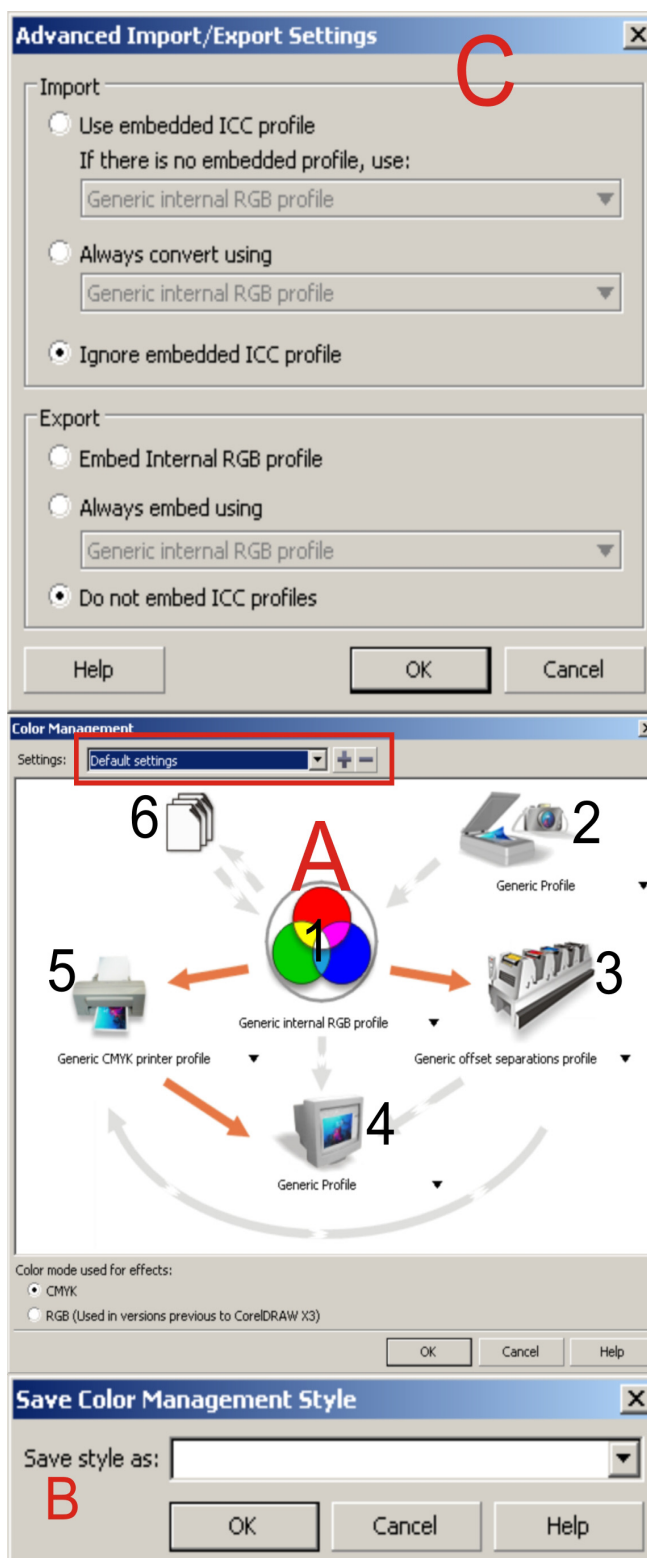 Advanced Import/Export Settings
C
Import
Use embedded ICC profile
If there is no embedded profile, use:
Generic internal RGB profile
Always convert using
Generic internal RGB profile
Ignore embedded ICC profile
Export
Embed Internal RGB profile
Always embed using
Generic internal RGB profile
Do not embed ICC profiles
Help OK Cancel
Color Management
Settings: Default settings
6
A
2
Generic Profile
5
1
3
Generic internal RGB profile
Generic CMYK printer profile
Generic offset separations profile
4
Generic Profile
Color mode used for effects:
CMYK
RGB (Used in versions previous to CorelDRAW X3)
OK Cancel Help
Save Color Management Style
Save style as:
B
OK Cancel Help